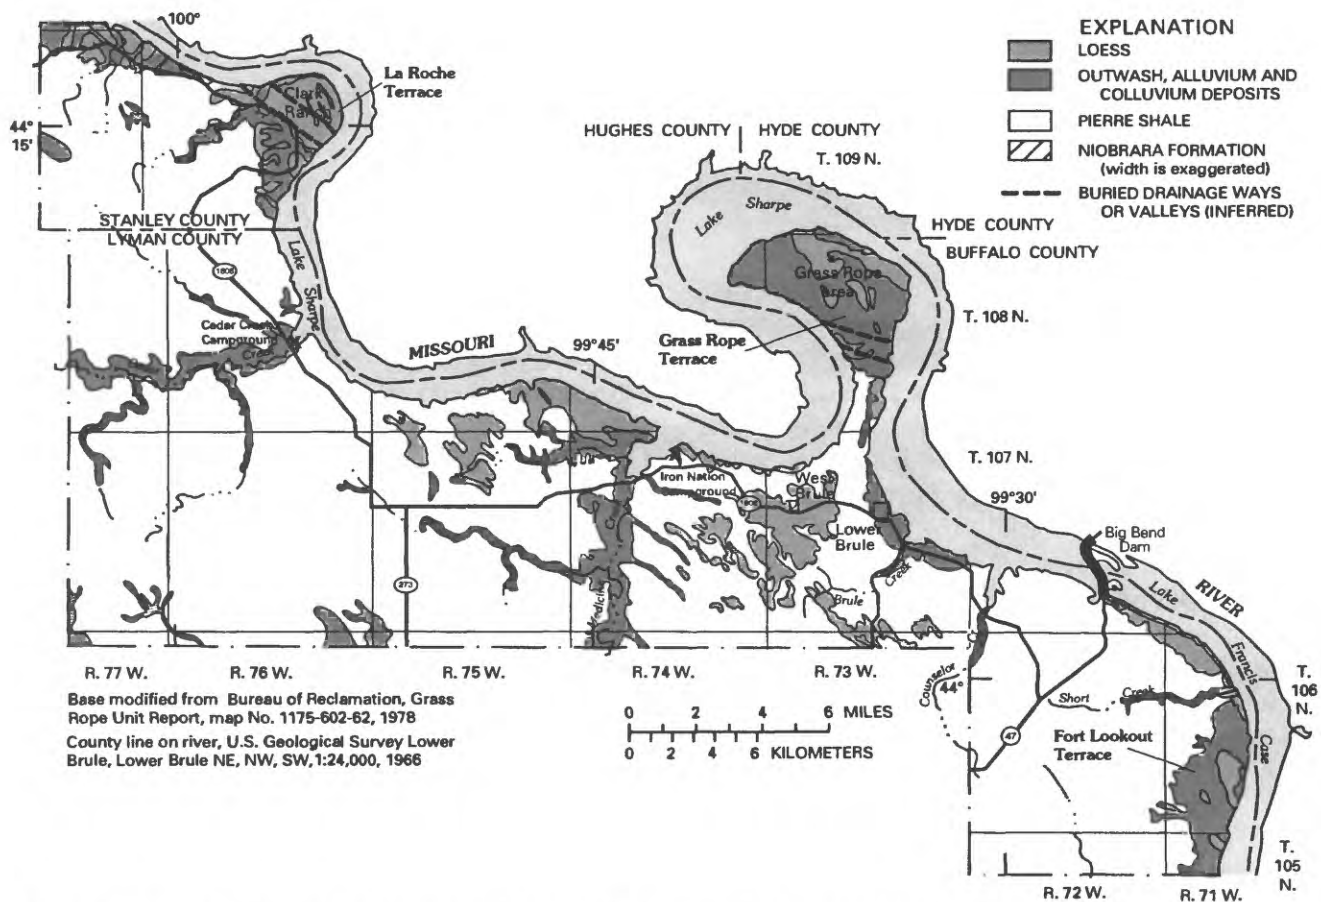 100°
La Roche
Terrace
44°
15'
STANLEY COUNTY
LYMAN COUNTY
1806
Lake
Sharpe
Cedar Creek
Campground
Creek
MISSOURI
99°45'
HUGHES COUNTY
HYDE COUNTY
T. 109 N.
Lake
Sharpe
HYDE COUNTY
BUFFALO COUNTY
Grass Rope
area
Grass Rope
Terrace
T. 108 N.
T. 107 N.
99°30'
Iron Nation
Campground
1806
West
Brule
Lower
Brule
Creek
Brule
273
Medicine
Big Bend
Dam
RIVER
Lake
Francis
Case
Counselor
44°
Short
Creek
47
Fort Lookout
Terrace
T.
106
N.
T.
105
N.
R. 77 W.
R. 76 W.
R. 75 W.
R. 74 W.
R. 73 W.
R. 72 W.
R. 71 W.
EXPLANATION
LOESS
OUTWASH, ALLUVIUM AND
COLLUVIUM DEPOSITS
PIERRE SHALE
NIOBRARA FORMATION
(width is exaggerated)
BURIED DRAINAGE WAYS
OR VALLEYS (INFERRED)
Base modified from Bureau of Reclamation, Grass
Rope Unit Report, map No. 1175-602-62, 1978
County line on river, U.S. Geological Survey Lower
Brule, Lower Brule NE, NW, SW,1:24,000, 1966
0 2 4 6 MILES
0 2 4 6 KILOMETERS